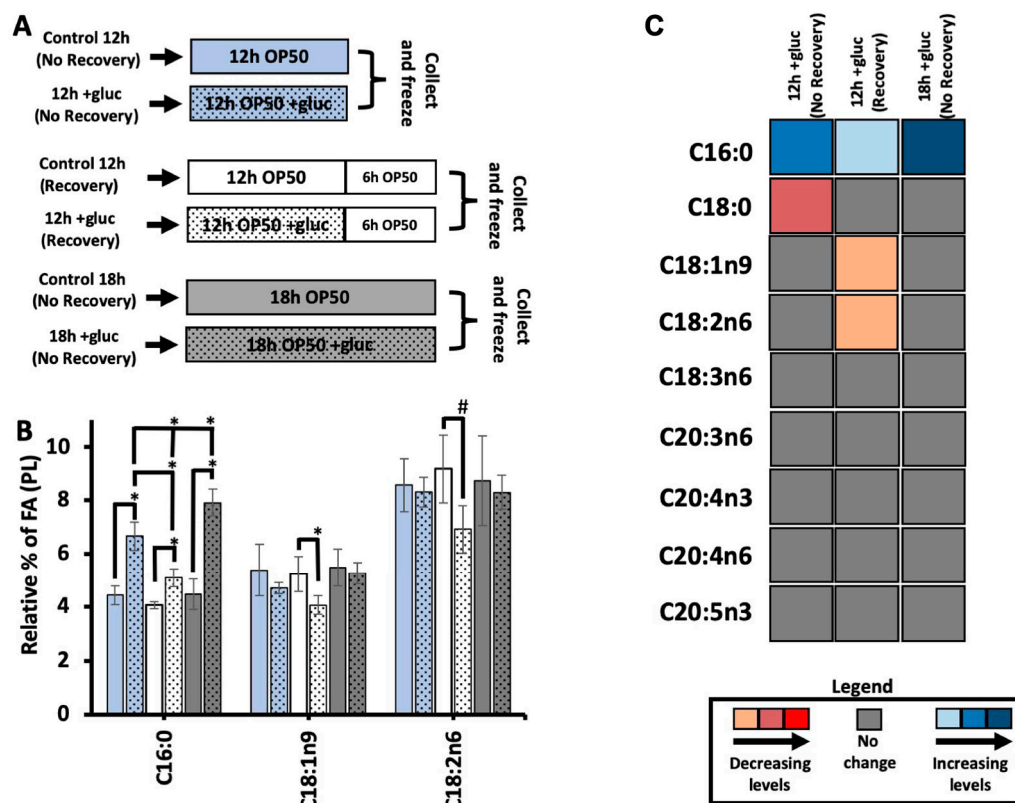 A
Control 12h
(No Recovery)
12h OP50
12h +gluc
(No Recovery)
12h OP50 +gluc
Collect
and freeze
Control 12h
(Recovery)
12h OP50
6h OP50
12h +gluc
(Recovery)
12h OP50 +gluc
6h OP50
Collect
and freeze
Control 18h
(No Recovery)
18h OP50
18h +gluc
(No Recovery)
18h OP50 +gluc
Collect
and freeze
B
Relative % of FA (PL)
10
8
6
4
2
0
*
*
*
*
*
*
*
#
C16:0
C18:1n9
C18:2n6
C
12h +gluc
(No Recovery)
12h +gluc
(Recovery)
18h +gluc
(No Recovery)
C16:0
C18:0
C18:1n9
C18:2n6
C18:3n6
C20:3n6
C20:4n3
C20:4n6
C20:5n3
Legend
Decreasing
levels
No
change
Increasing
levels